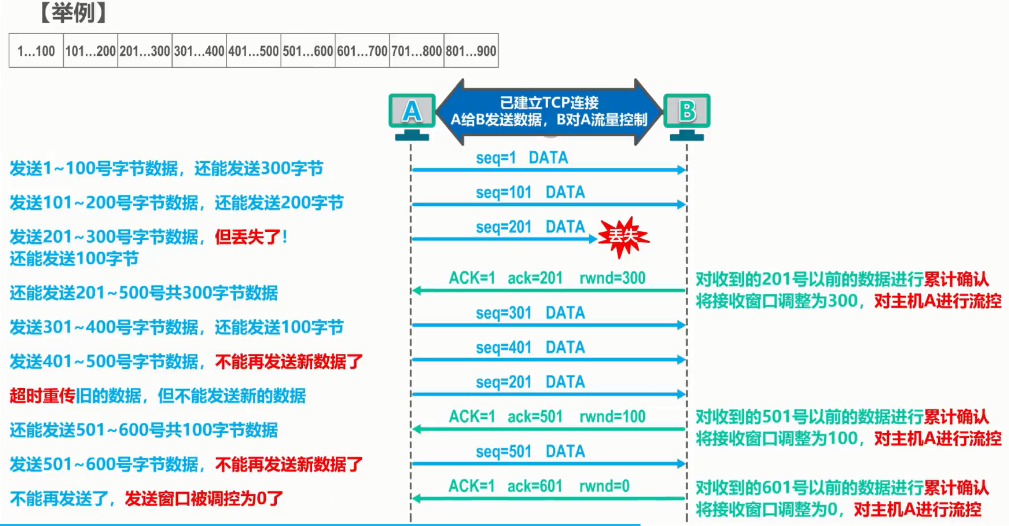 【举例】
1...100 101...200 201...300 301...400 401...500 501...600 601...700 701...800 801...900
已建立TCP连接
A给B发送数据，B对A流量控制
A
B
发送1~100号字节数据，还能发送300字节
seq=1 DATA
发送101~200号字节数据，还能发送200字节
seq=101 DATA
发送201~300号字节数据，但丢失了！
还能发送100字节
seq=201 DATA
丢失
还能发送201~500号共300字节数据
ACK=1 ack=201 rwnd=300
对收到的201号以前的数据进行累计确认
将接收窗口调整为300，对主机A进行流控
发送301~400号字节数据，还能发送100字节
seq=301 DATA
发送401~500号字节数据，不能再发送新数据了
seq=401 DATA
超时重传旧的数据，但不能发送新的数据
seq=201 DATA
还能发送501~600号共100字节数据
ACK=1 ack=501 rwnd=100
对收到的501号以前的数据进行累计确认
将接收窗口调整为100，对主机A进行流控
发送501~600号字节数据，不能再发送新数据了
seq=501 DATA
不能再发送了，发送窗口被调控为0了
ACK=1 ack=601 rwnd=0
对收到的601号以前的数据进行累计确认
将接收窗口调整为0，对主机A进行流控